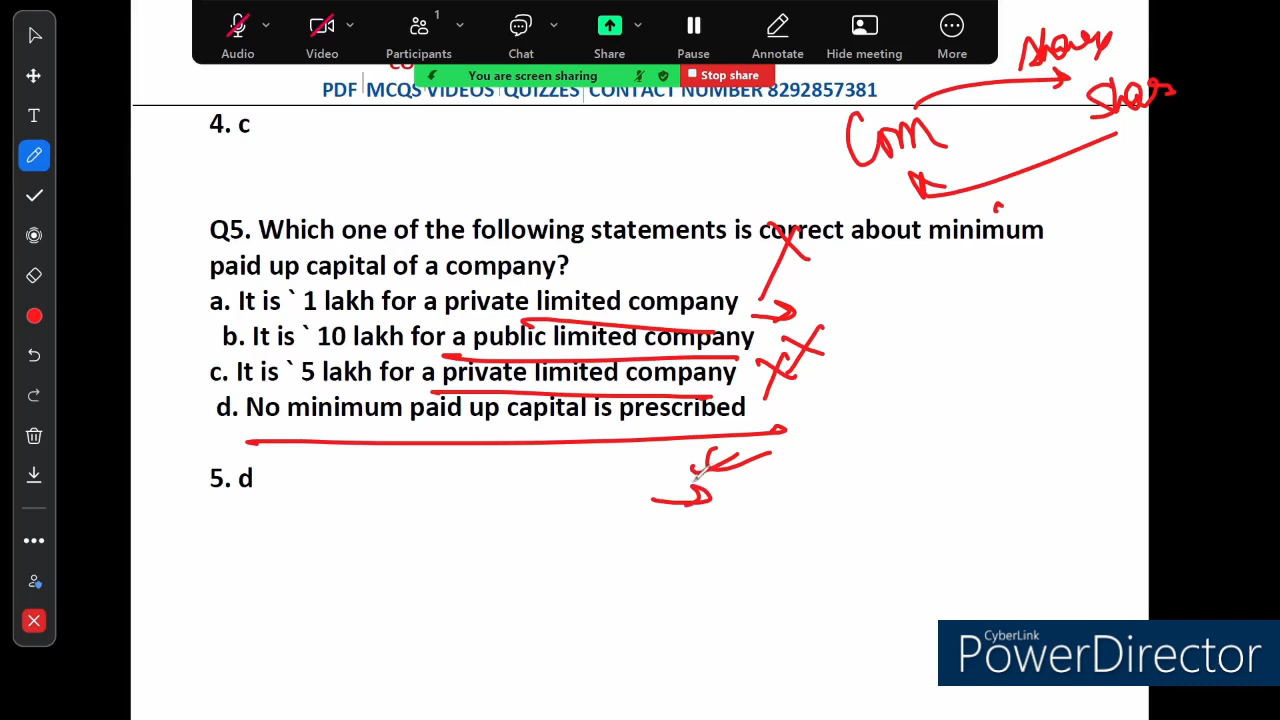 Audio Video Participants 1 Chat Share Pause Annotate Hide meeting More
You are screen sharing Stop share
PDF MCQS VIDEOS QUIZZES CONTACT NUMBER 8292857381
Shares
Com
4. c
Q5. Which one of the following statements is correct about minimum
paid up capital of a company?
a. It is ` 1 lakh for a private limited company
b. It is ` 10 lakh for a public limited company
c. It is ` 5 lakh for a private limited company
d. No minimum paid up capital is prescribed
5. d
CyberLink
PowerDirector